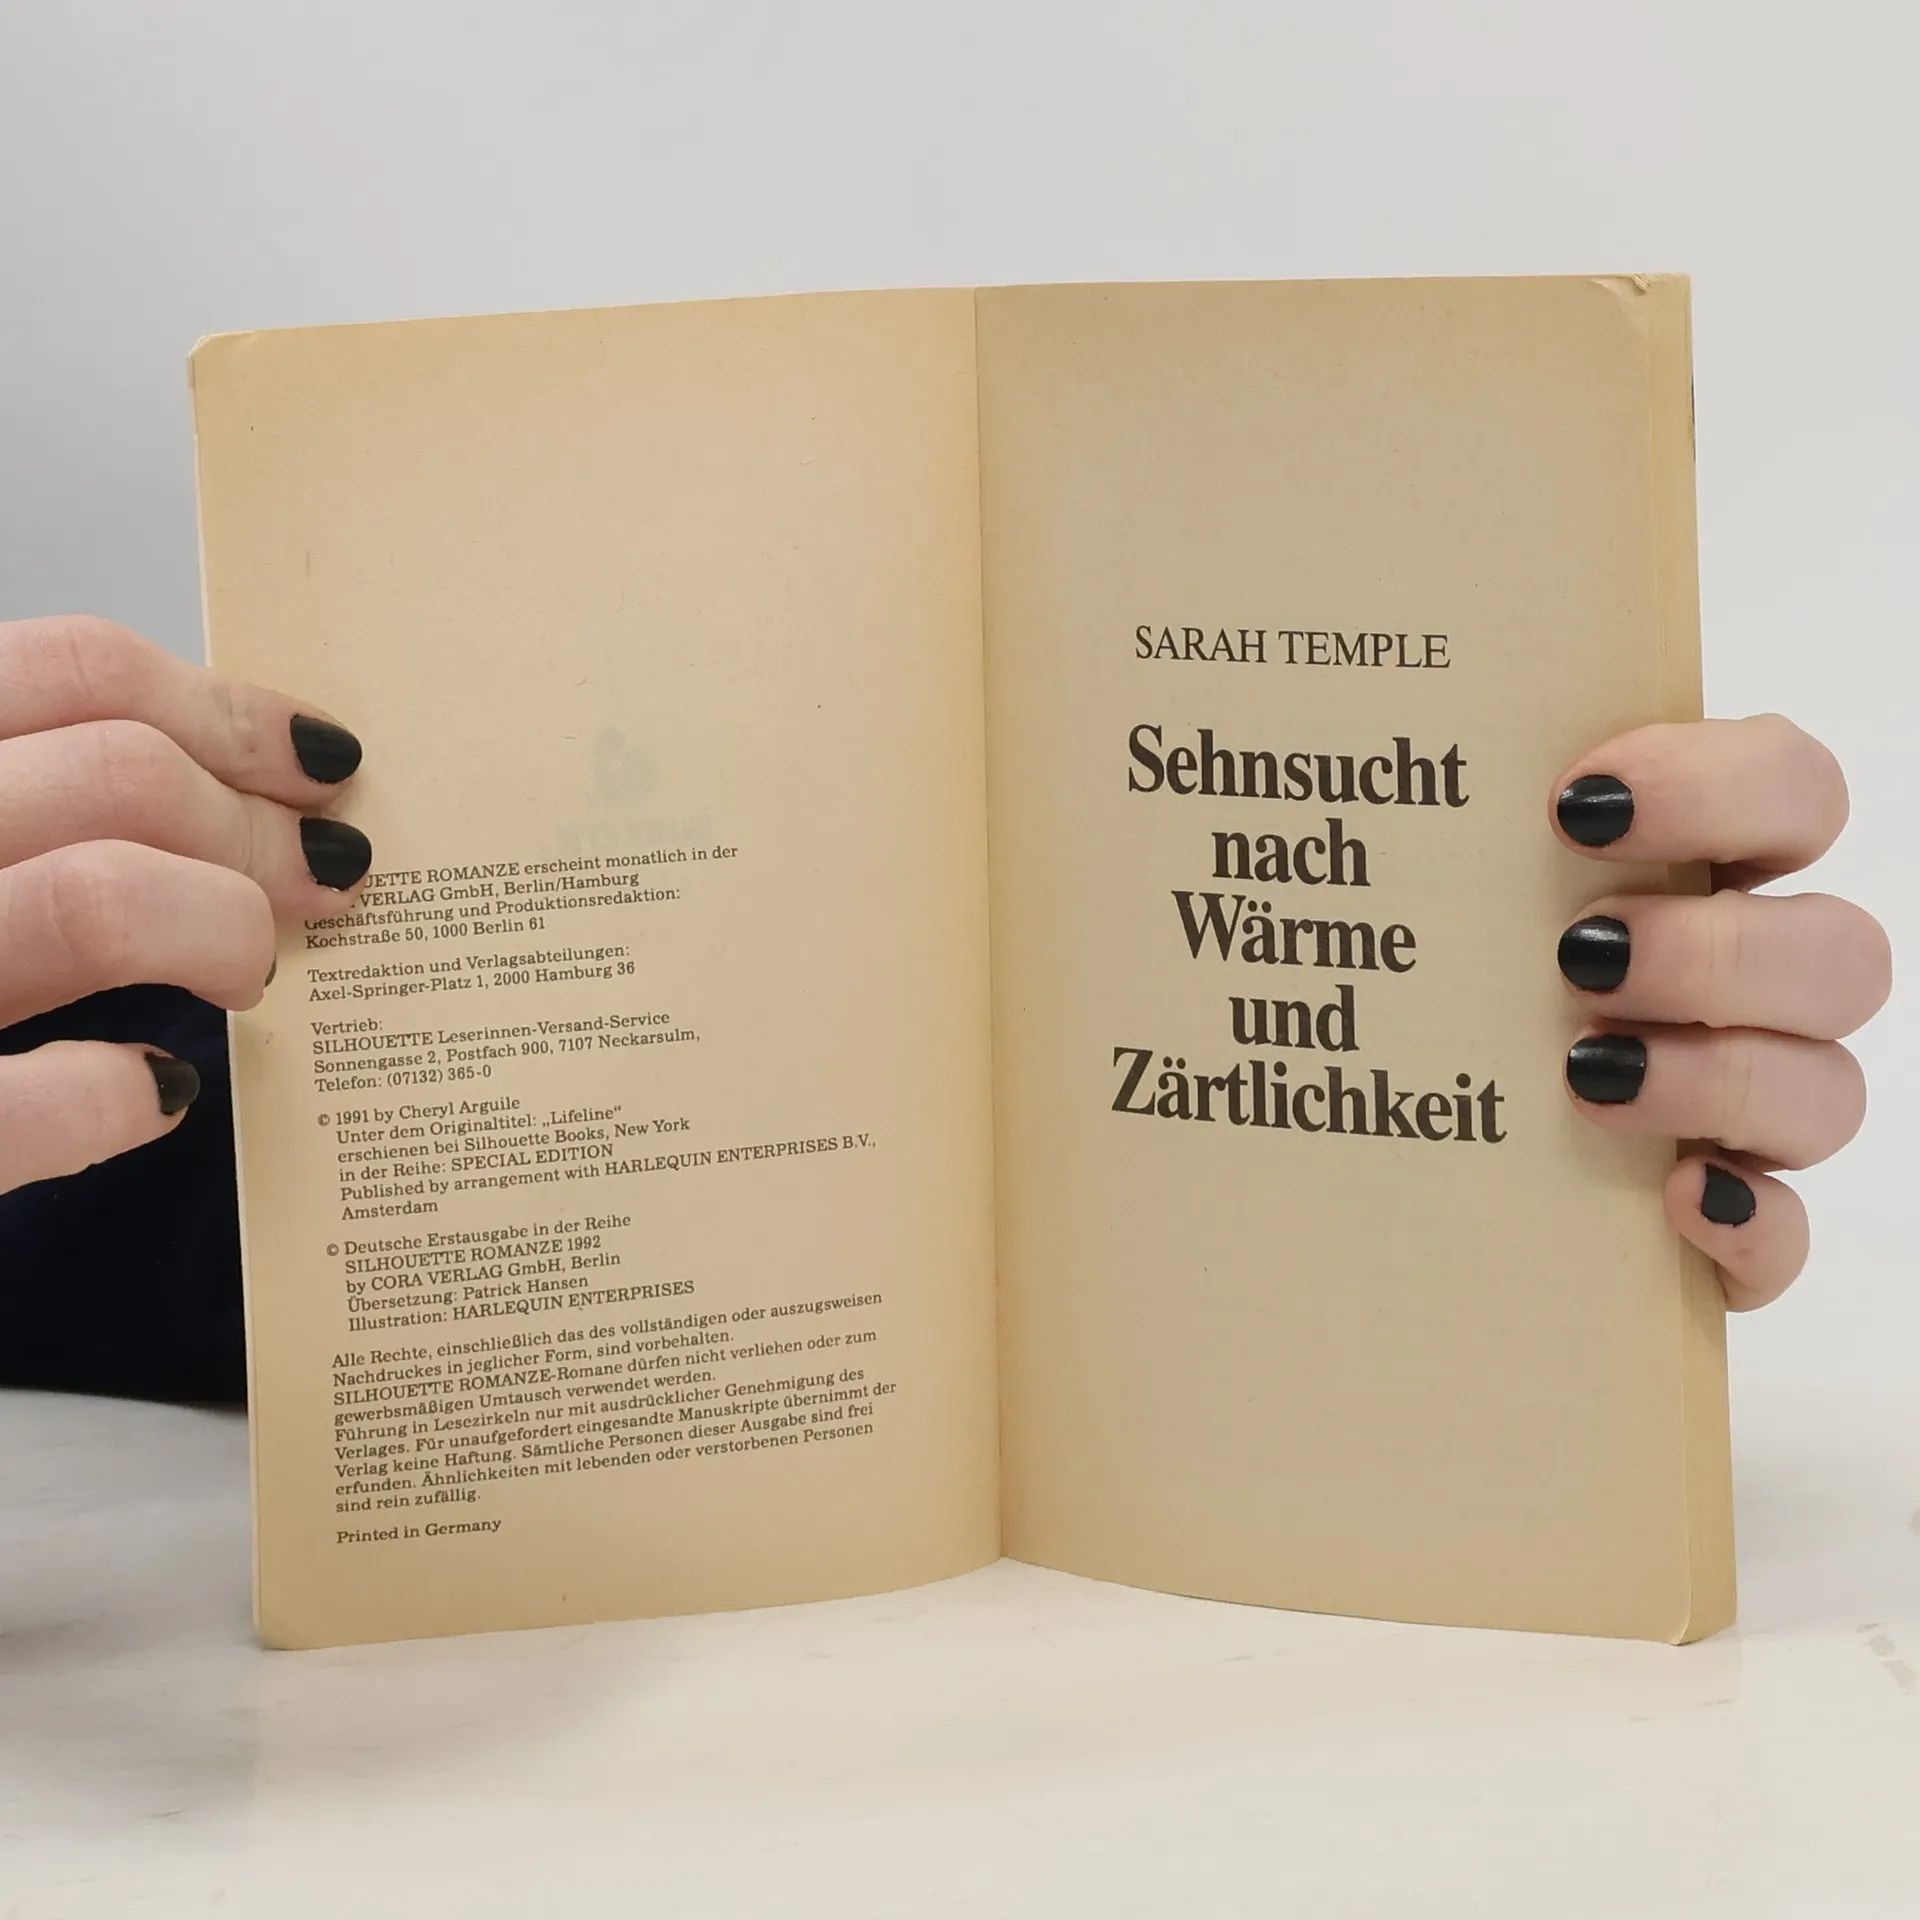 ETTE ROMANZE erscheint monatlich in der
VERLAG GmbH, Berlin/Hamburg
Geschäftsführung und Produktionsredaktion:
Kochstraße 50, 1000 Berlin 61
Textredaktion und Verlagsabteilungen:
Axel-Springer-Platz 1, 2000 Hamburg 36
Vertrieb:
SILHOUETTE Leserinnen-Versand-Service
Sonnengasse 2, Postfach 900, 7107 Neckarsulm,
Telefon: (07132) 365-0
© 1991 by Cheryl Arguile
Unter dem Originaltitel: „Lifeline“
erschienen bei Silhouette Books, New York
in der Reihe: SPECIAL EDITION
Published by arrangement with HARLEQUIN ENTERPRISES B.V.,
Amsterdam
© Deutsche Erstausgabe in der Reihe
SILHOUETTE ROMANZE 1992
by CORA VERLAG GmbH, Berlin
Übersetzung: Patrick Hansen
Illustration: HARLEQUIN ENTERPRISES
Alle Rechte, einschließlich das des vollständigen oder auszugsweisen
Nachdruckes in jeglicher Form, sind vorbehalten.
SILHOUETTE ROMANZE-Romane dürfen nicht verliehen oder zum
gewerbsmäßigen Umtausch verwendet werden.
Führung in Lesezirkeln nur mit ausdrücklicher Genehmigung des
Verlages. Für unaufgefordert eingesandte Manuskripte übernimmt der
Verlag keine Haftung. Sämtliche Personen dieser Ausgabe sind frei
erfunden. Ähnlichkeiten mit lebenden oder verstorbenen Personen
sind rein zufällig.
Printed in Germany
SARAH TEMPLE
Sehnsucht
nach
Wärme
und
Zärtlichkeit